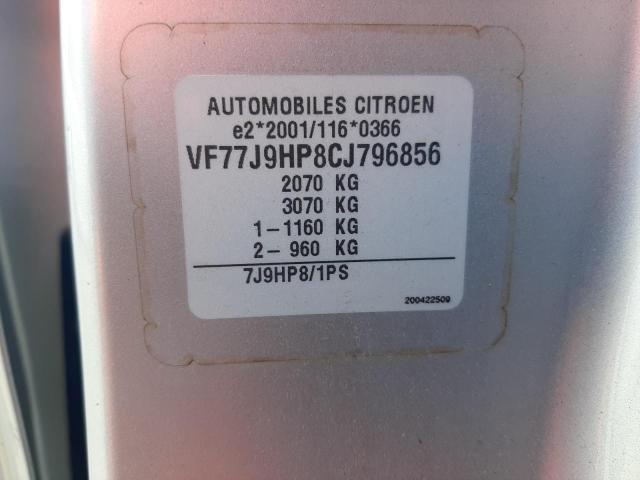 AUTOMOBILES CITROEN
e2*2001/116*0366
VF77J9HP8CJ796856
2070 KG
3070 KG
1-1160 KG
2- 960 KG
7J9HP8/1PS
200422509